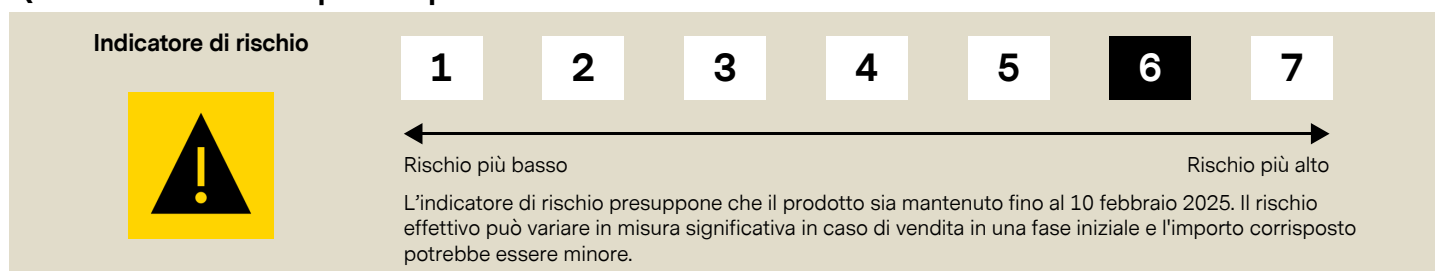 Indicatore di rischio
1 2 3 4 5 6 7
Rischio più basso Rischio più alto
L'indicatore di rischio presuppone che il prodotto sia mantenuto fino al 10 febbraio 2025. Il rischio
effettivo può variare in misura significativa in caso di vendita in una fase iniziale e l'importo corrisposto
potrebbe essere minore.